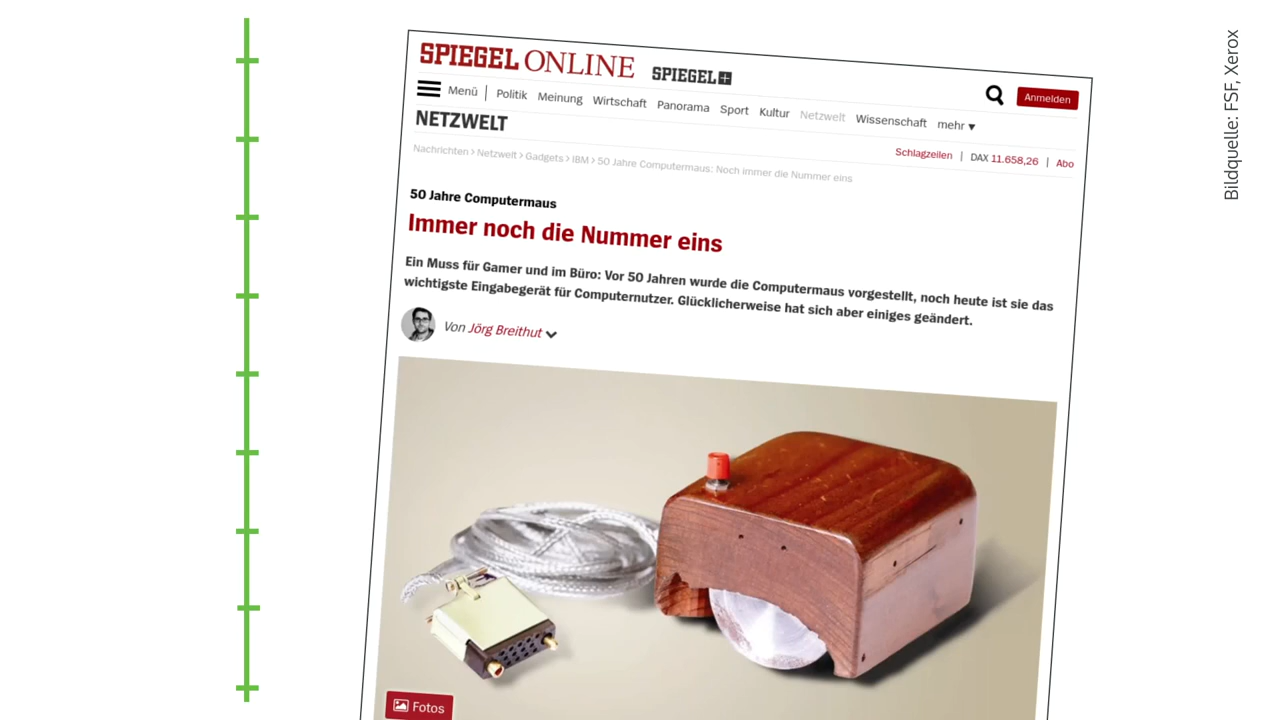 SPIEGEL ONLINE SPIEGEL+
Anmelden
Menü | Politik Meinung Wirtschaft Panorama Sport Kultur Netzwelt Wissenschaft mehr ▼
NETZWELT
Schlagzeilen | DAX 11.658,26 | Abo
Nachrichten > Netzwelt > Gadgets > IBM > 50 Jahre Computermaus: Noch immer die Nummer eins
50 Jahre Computermaus
Immer noch die Nummer eins
Ein Muss für Gamer und im Büro: Vor 50 Jahren wurde die Computermaus vorgestellt, noch heute ist sie das
wichtigste Eingabegerät für Computernutzer. Glücklicherweise hat sich aber einiges geändert.
Von Jörg Breithut
Fotos
Bildquelle: FSF, Xerox